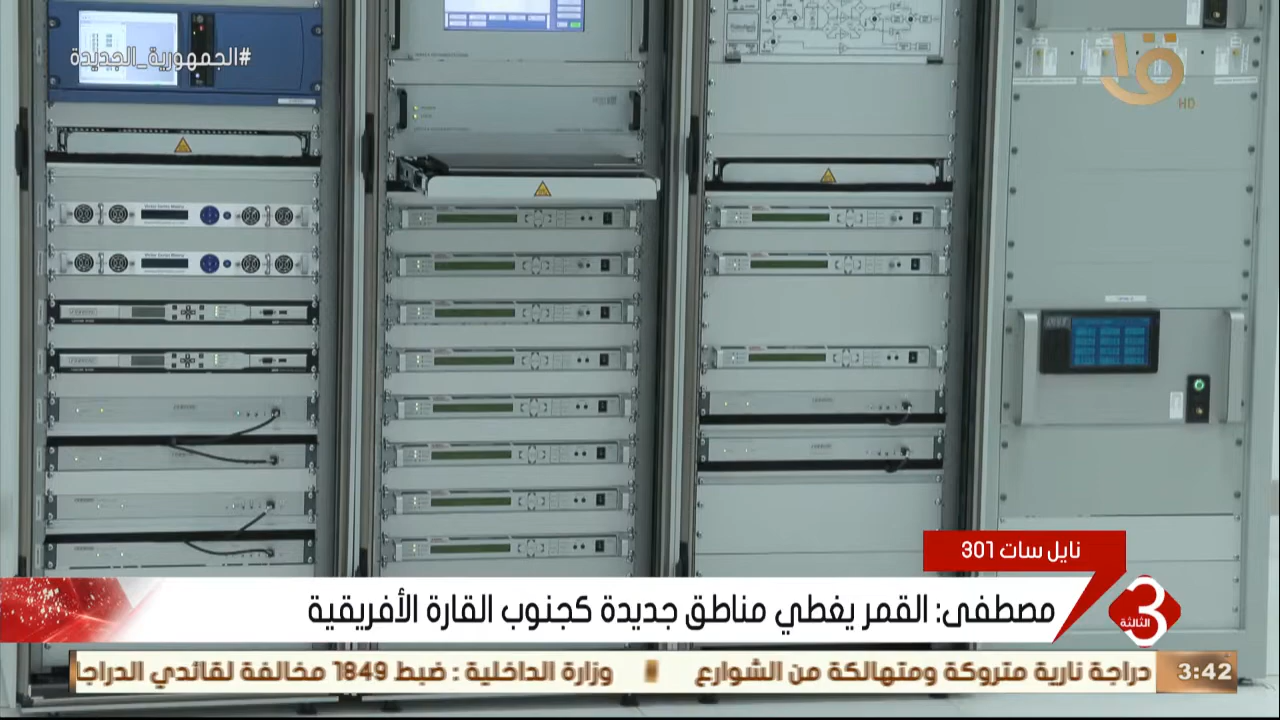 #الجمهورية_الجديدة
HD
نايل سات 301
مصطفى: القمر يغطي مناطق جديدة كجنوب القارة الأفريقية
3
الثالثة
3:42
دراجة نارية متروكة ومتهالكة من الشوارع
وزارة الداخلية : ضبط 1849 مخالفة لقائدي الدراجا